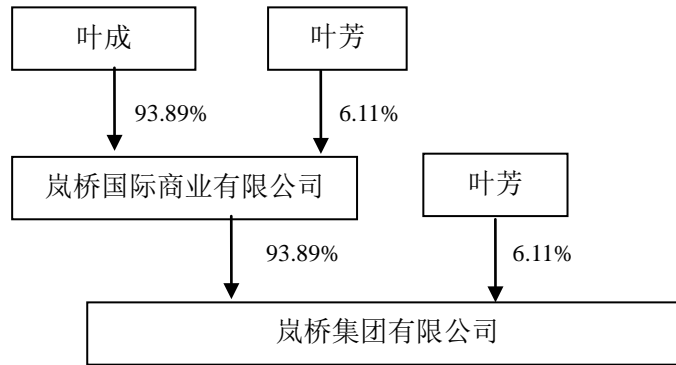 叶成
叶芳
93.89%
6.11%
岚桥国际商业有限公司
叶芳
93.89%
6.11%
岚桥集团有限公司